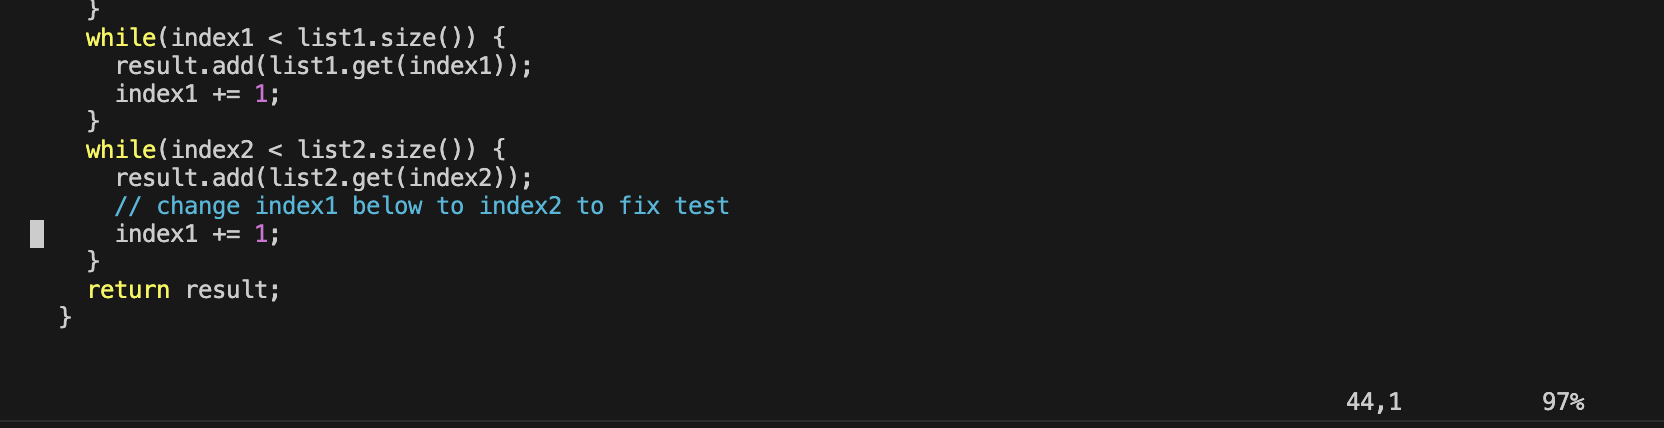 }
while(index1 < list1.size()) {
result.add(list1.get(index1));
index1 += 1;
}
while(index2 < list2.size()) {
result.add(list2.get(index2));
// change index1 below to index2 to fix test
index1 += 1;
}
return result;
}
44,1 97%